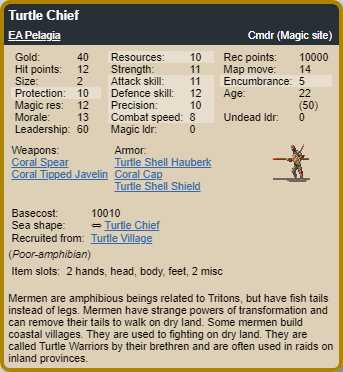 Turtle Chief
EA Pelagia Cmdr (Magic site)
Gold: 40 Resources: 10 Rec points: 10000
Hit points: 12 Strength: 11 Map move: 14
Size: 2 Attack skill: 11 Encumbrance: 5
Protection: 10 Defence skill: 12 Age: 22
Magic res: 12 Precision: 10 (50)
Morale: 13 Combat speed: 8 Undead ldr: 0
Leadership: 60 Magic ldr: 0
Weapons: Armor:
Coral Spear Turtle Shell Hauberk
Coral Tipped Javelin Coral Cap
Turtle Shell Shield
Basecost: 10010
Sea shape: ⇔ Turtle Chief
Recruited from: Turtle Village
(Poor-amphibian)
Item slots: 2 hands, head, body, feet, 2 misc
Mermen are amphibious beings related to Tritons, but have fish tails
instead of legs. Mermen have strange powers of transformation and
can remove their tails to walk on dry land. Some mermen build
coastal villages. They are used to fighting on dry land. They are
called Turtle Warriors by their brethren and are often used in raids on
inland provinces.